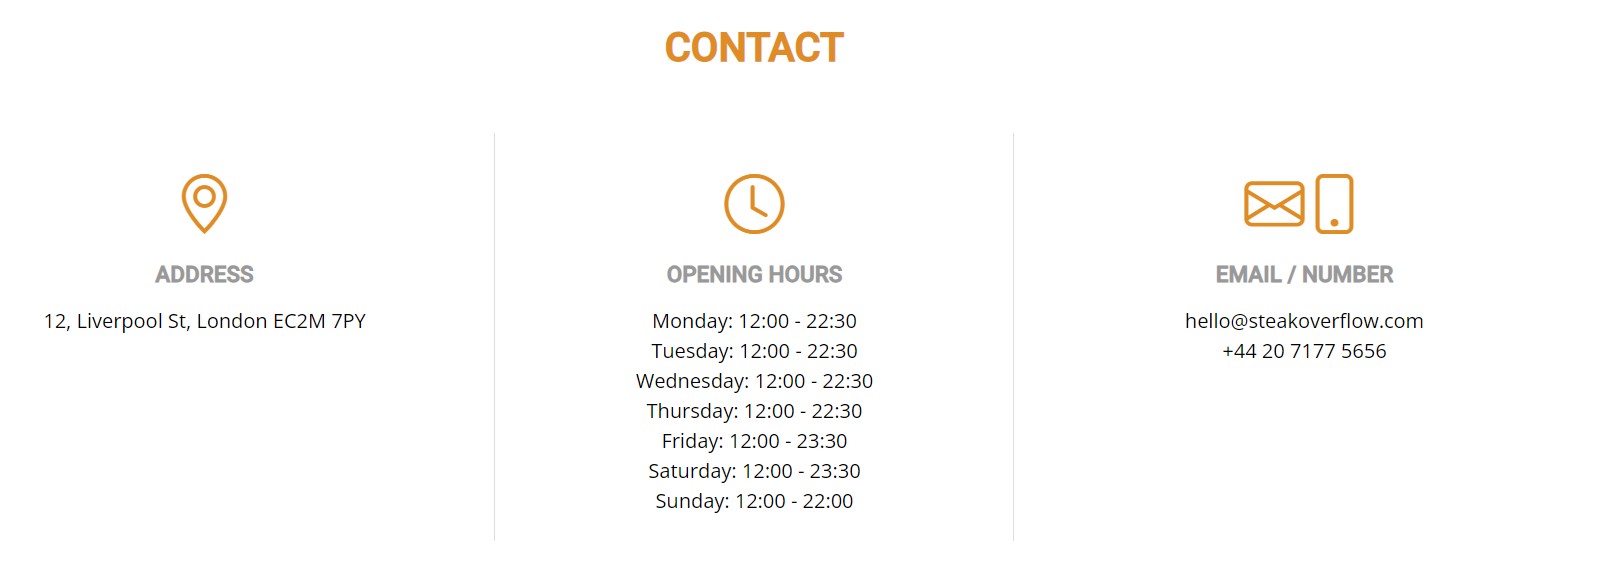 CONTACT
ADDRESS
12, Liverpool St, London EC2M 7PY
OPENING HOURS
Monday: 12:00 - 22:30
Tuesday: 12:00 - 22:30
Wednesday: 12:00 - 22:30
Thursday: 12:00 - 22:30
Friday: 12:00 - 23:30
Saturday: 12:00 - 23:30
Sunday: 12:00 - 22:00
EMAIL / NUMBER
hello@steakoverflow.com
+44 20 7177 5656